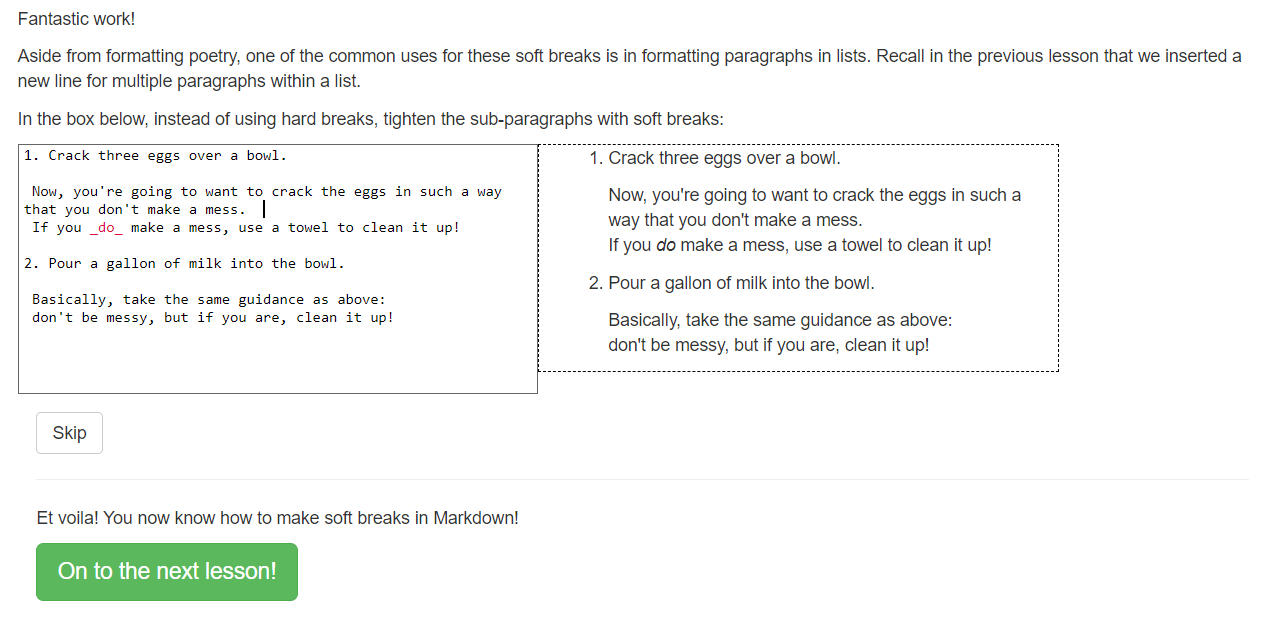 Fantastic work!
Aside from formatting poetry, one of the common uses for these soft breaks is in formatting paragraphs in lists. Recall in the previous lesson that we inserted a
new line for multiple paragraphs within a list.
In the box below, instead of using hard breaks, tighten the sub-paragraphs with soft breaks:
1. Crack three eggs over a bowl.
Now, you're going to want to crack the eggs in such a way
that you don't make a mess.
If you _do_ make a mess, use a towel to clean it up!
2. Pour a gallon of milk into the bowl.
Basically, take the same guidance as above:
don't be messy, but if you are, clean it up!
1. Crack three eggs over a bowl.
Now, you're going to want to crack the eggs in such a
way that you don't make a mess.
If you do make a mess, use a towel to clean it up!
2. Pour a gallon of milk into the bowl.
Basically, take the same guidance as above:
don't be messy, but if you are, clean it up!
Skip
Et voila! You now know how to make soft breaks in Markdown!
On to the next lesson!